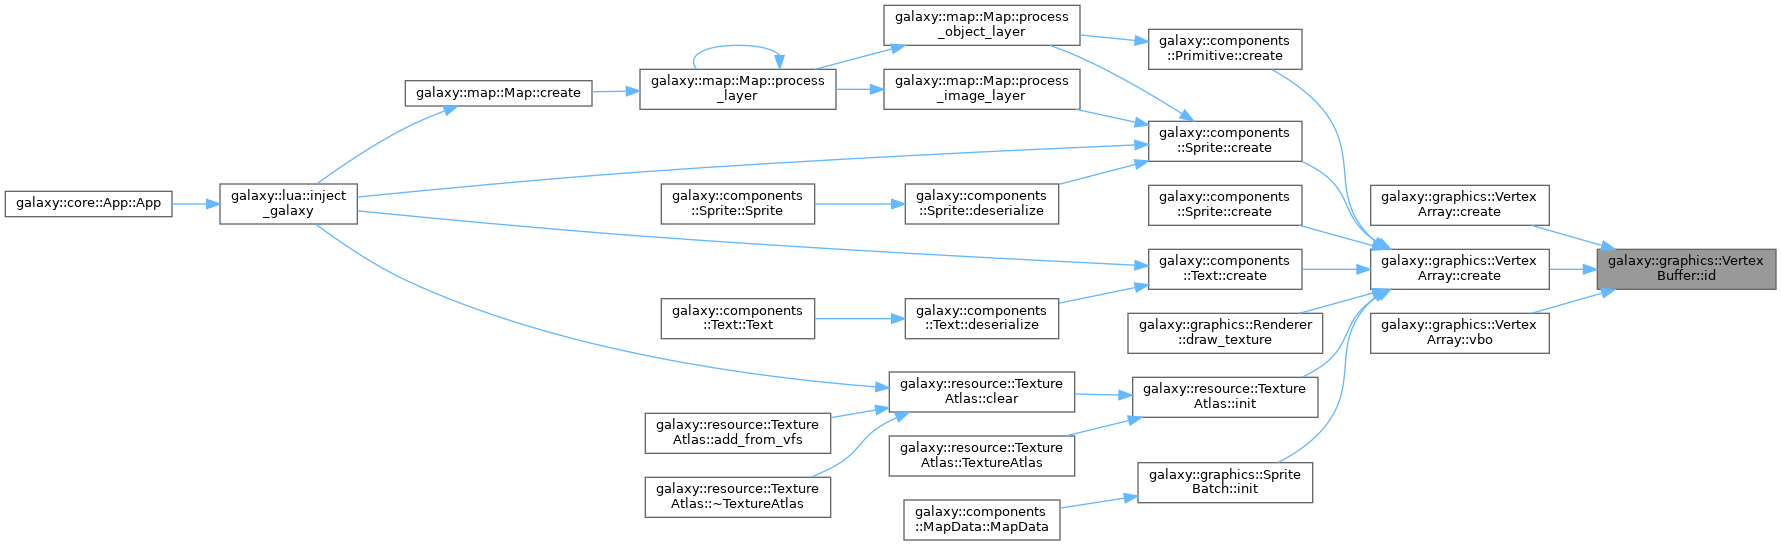 galaxy::core::App::App
galaxy::lua::inject
_galaxy
galaxy::map::Map::create
galaxy::map::Map::process
_layer
galaxy::map::Map::process
_object_layer
galaxy::map::Map::process
_image_layer
galaxy::components
::Primitive::create
galaxy::components
::Sprite::create
galaxy::components
::Sprite::Sprite
galaxy::components
::Sprite::deserialize
galaxy::components
::Sprite::create
galaxy::graphics::Vertex
Array::create
galaxy::graphics::Vertex
Array::create
galaxy::graphics::Vertex
Buffer::id
galaxy::components
::Text::create
galaxy::components
::Text::Text
galaxy::components
::Text::deserialize
galaxy::graphics::Renderer
::draw_texture
galaxy::graphics::Vertex
Array::vbo
galaxy::resource::Texture
Atlas::clear
galaxy::resource::Texture
Atlas::init
galaxy::resource::Texture
Atlas::add_from_vfs
galaxy::resource::Texture
Atlas::TextureAtlas
galaxy::resource::Texture
Atlas::~TextureAtlas
galaxy::graphics::Sprite
Batch::init
galaxy::components
::MapData::MapData